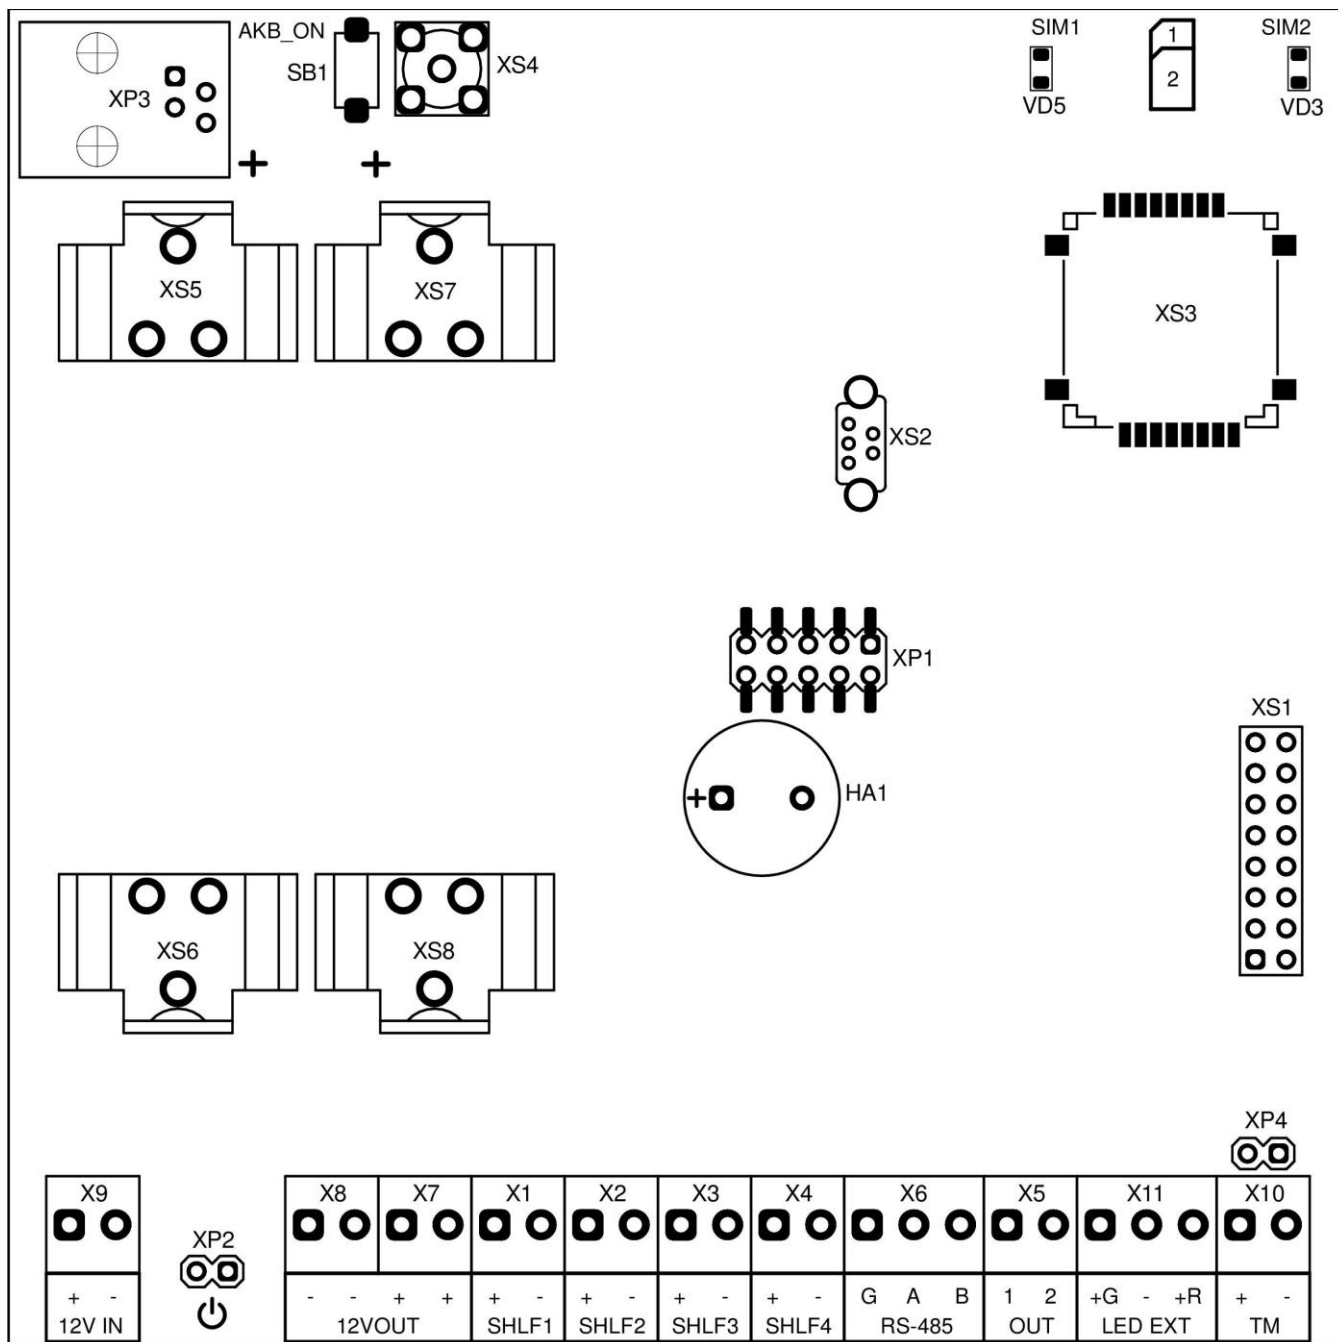 AKB_ON
SB1
XS4
XP3
SIM1
1
2
SIM2
VD5
VD3
+ +
XS5
XS7
XS3
XS2
XP1
XS1
+
HA1
XS6
XS8
XP4
X9
X8 X7 X1 X2 X3 X4 X6 X5 X11 X10
XP2
+ - - - + + + - + - + - + - G A B 1 2 +G - +R + -
12V IN 12VOUT SHLF1 SHLF2 SHLF3 SHLF4 RS-485 OUT LED EXT TM